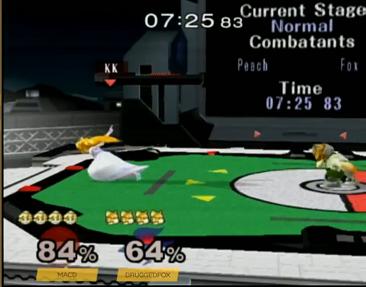 07:25 83
Current Stage
Normal
Combatants
Peach Fox
Time
07:25 83
KK
84% 64%
MACD DRUGGEDFOX